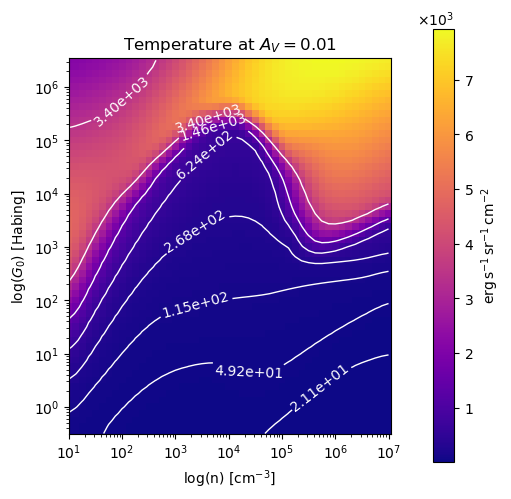 Temperature at A_V = 0.01
×10³
3.40e+03
3.40e+03
1.46e+03
6.24e+02
2.68e+02
1.15e+02
4.92e+01
2.11e+01
log(G₀) [Habing]
10⁶
10⁵
10⁴
10³
10²
10¹
10⁰
10¹ 10² 10³ 10⁴ 10⁵ 10⁶ 10⁷
log(n) [cm⁻³]
7
6
5
4
3
2
1
erg s⁻¹ sr⁻¹ cm⁻²